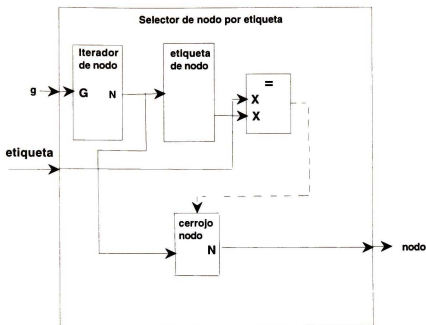 Selector de nodo por etiqueta
Iterador
de nodo
etiqueta
de nodo
=
g
G
N
X
X
etiqueta
cerrojo
nodo
N
nodo